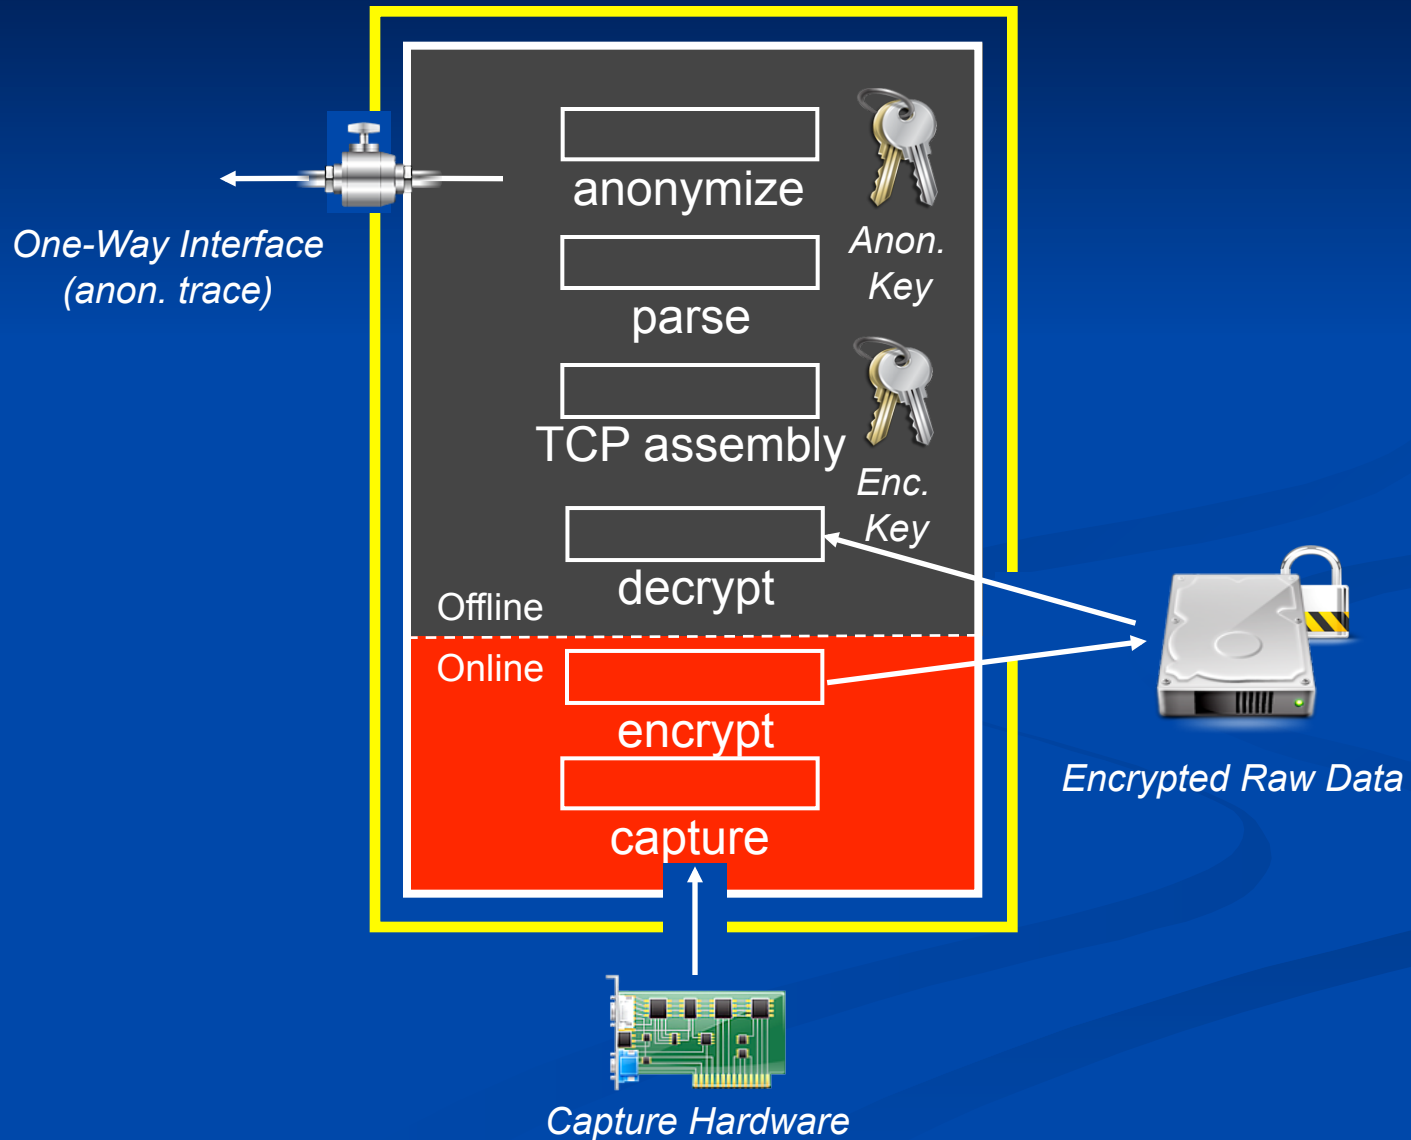 anonymize
One-Way Interface
(anon. trace)
Anon.
Key
parse
TCP assembly
Enc.
Key
decrypt
Offline
Online
encrypt
Encrypted Raw Data
capture
Capture Hardware